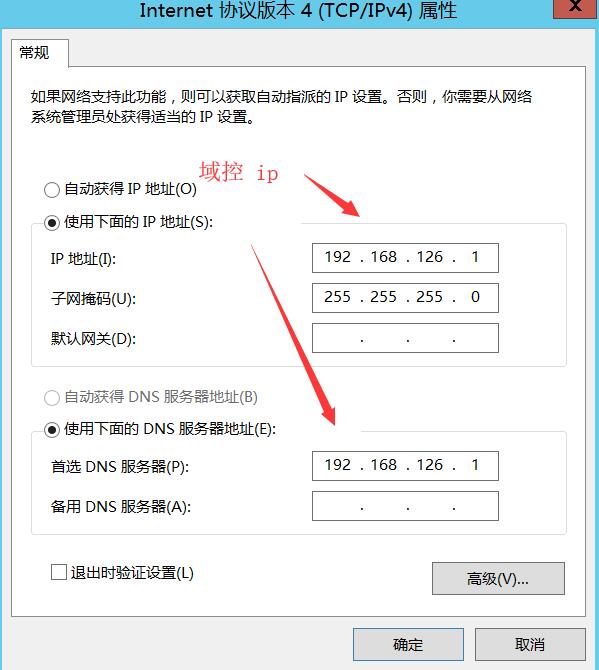 Internet 协议版本 4 (TCP/IPv4) 属性
X
常规
如果网络支持此功能，则可以获取自动指派的 IP 设置。否则，你需要从网络
系统管理员处获得适当的 IP 设置。
域控 ip
自动获得 IP 地址(O)
使用下面的 IP 地址(S):
IP 地址(I): 192 . 168 . 126 . 1
子网掩码(U): 255 . 255 . 255 . 0
默认网关(D): . . .
自动获得 DNS 服务器地址(B)
使用下面的 DNS 服务器地址(E):
首选 DNS 服务器(P): 192 . 168 . 126 . 1
备用 DNS 服务器(A): . . .
退出时验证设置(L)
高级(V)...
确定 取消